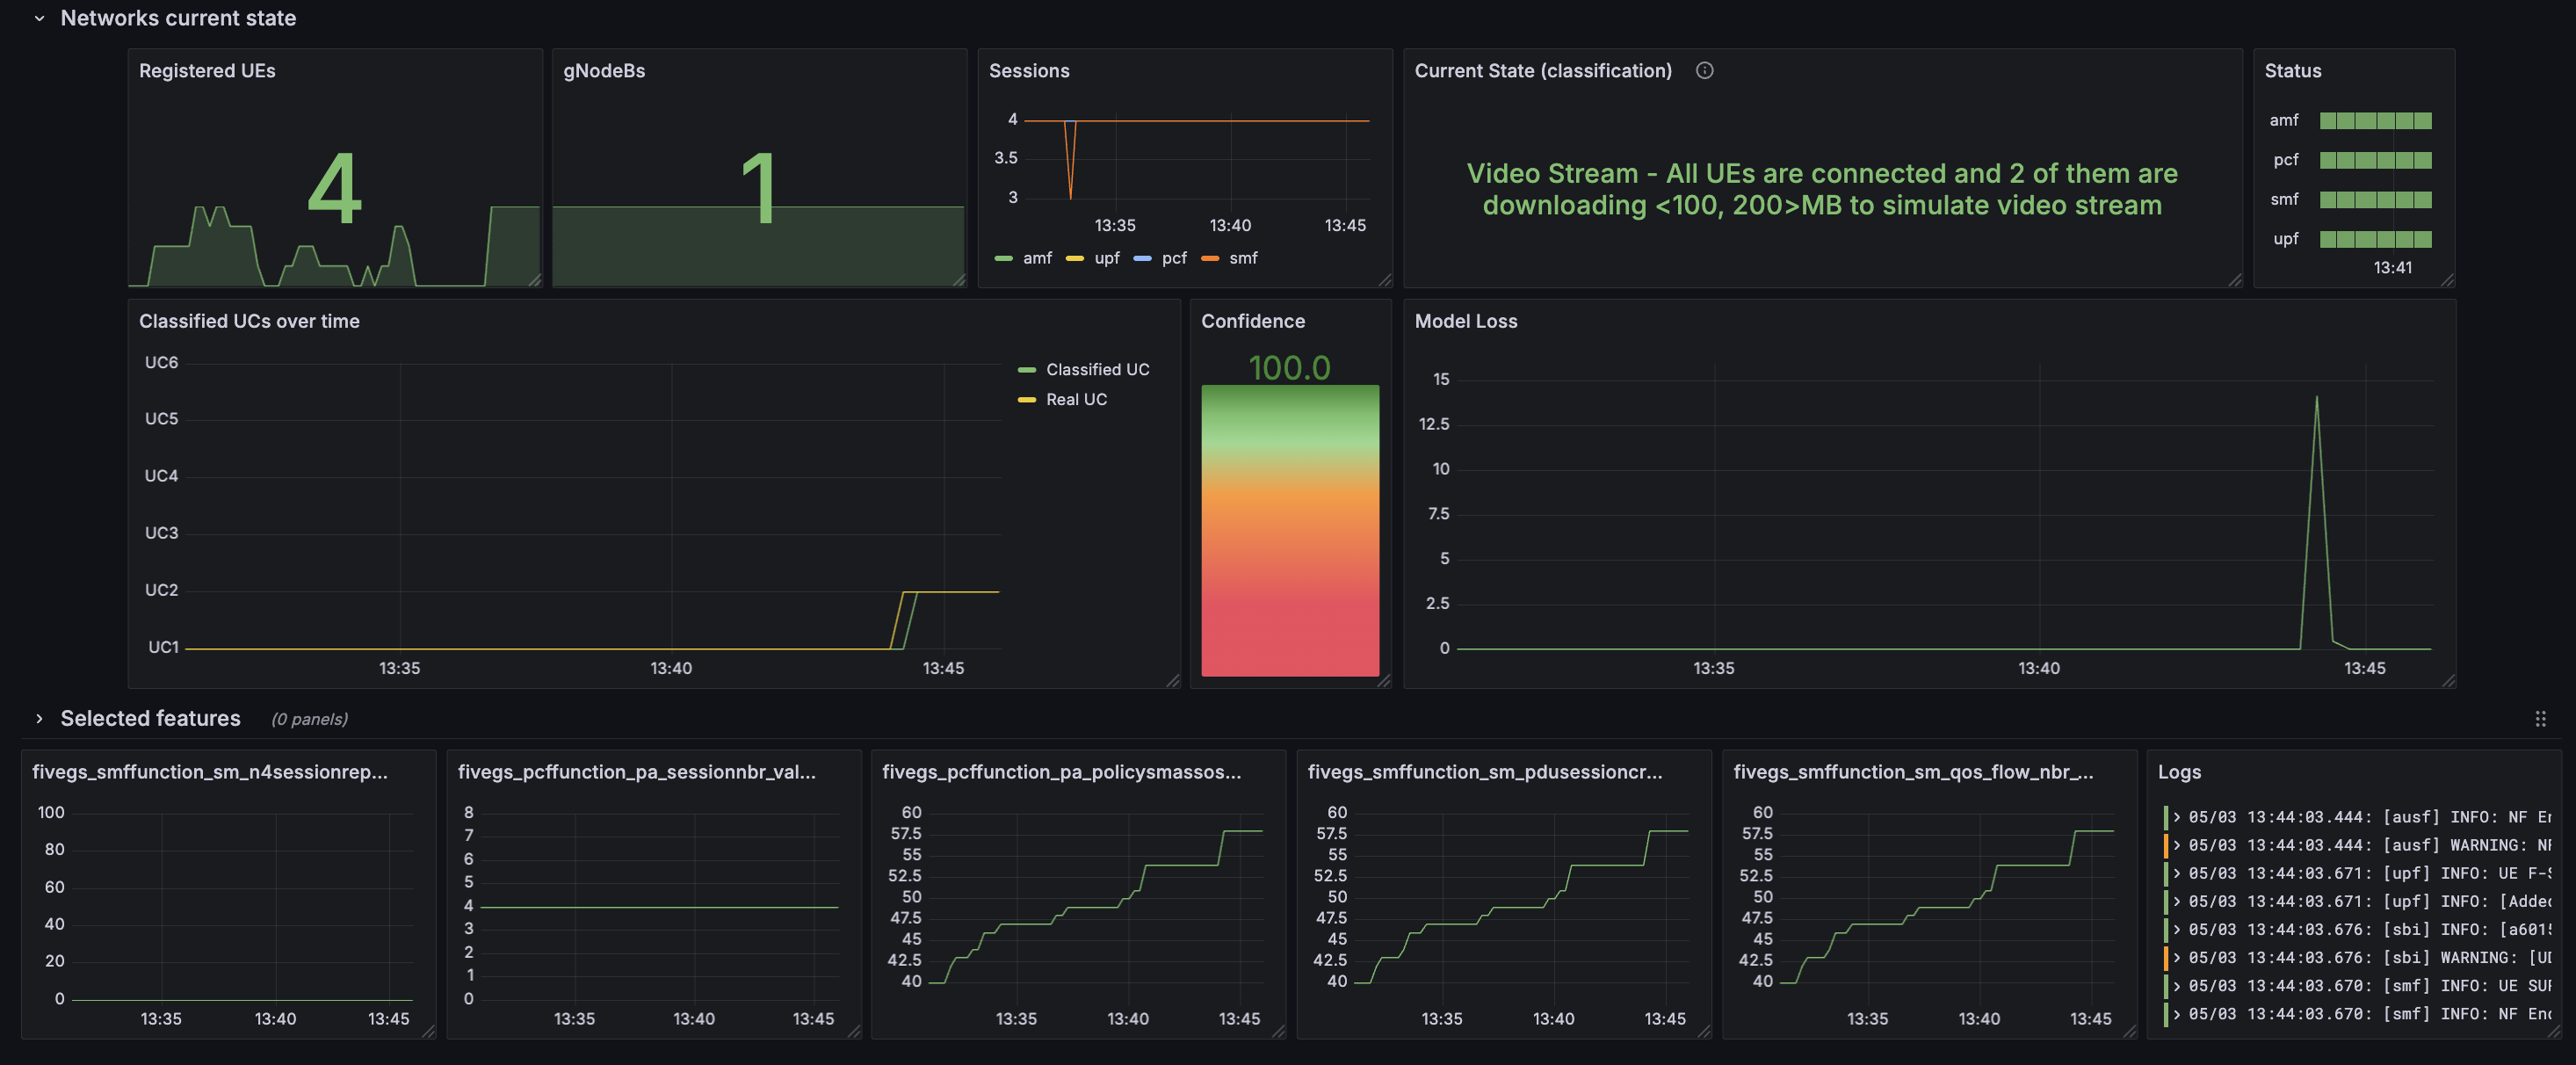 Networks current state
Registered UEs
4
gNodeBs
1
Sessions
4
3.5
3
13:35 13:40 13:45
amf upf pcf smf
Current State (classification)
Video Stream - All UEs are connected and 2 of them are
downloading <100, 200>MB to simulate video stream
Status
amf
pcf
smf
upf
13:41
Classified UCs over time
UC6
UC5
UC4
UC3
UC2
UC1
13:35 13:40 13:45
Classified UC
Real UC
Confidence
100.0
Model Loss
15
12.5
10
7.5
5
2.5
0
13:35 13:40 13:45
Selected features (0 panels)
fivegs_smffunction_sm_n4sessionrep...
100
80
60
40
20
0
13:35 13:40 13:45
fivegs_pcffunction_pa_sessionnbr_val...
8
7
6
5
4
3
2
1
0
13:35 13:40 13:45
fivegs_pcffunction_pa_policysmassos...
60
57.5
55
52.5
50
47.5
45
42.5
40
13:35 13:40 13:45
fivegs_smffunction_sm_pdusessioncr...
60
57.5
55
52.5
50
47.5
45
42.5
40
13:35 13:40 13:45
fivegs_smffunction_sm_qos_flow_nbr_...
60
57.5
55
52.5
50
47.5
45
42.5
40
13:35 13:40 13:45
Logs
05/03 13:44:03.444: [ausf] INFO: NF
05/03 13:44:03.444: [ausf] WARNING:
05/03 13:44:03.671: [upf] INFO: UE
05/03 13:44:03.671: [upf] INFO: [Added
05/03 13:44:03.676: [sbi] INFO: [a601
05/03 13:44:03.676: [sbi] WARNING:
05/03 13:44:03.670: [smf] INFO: UE
05/03 13:44:03.670: [smf] INFO: NF